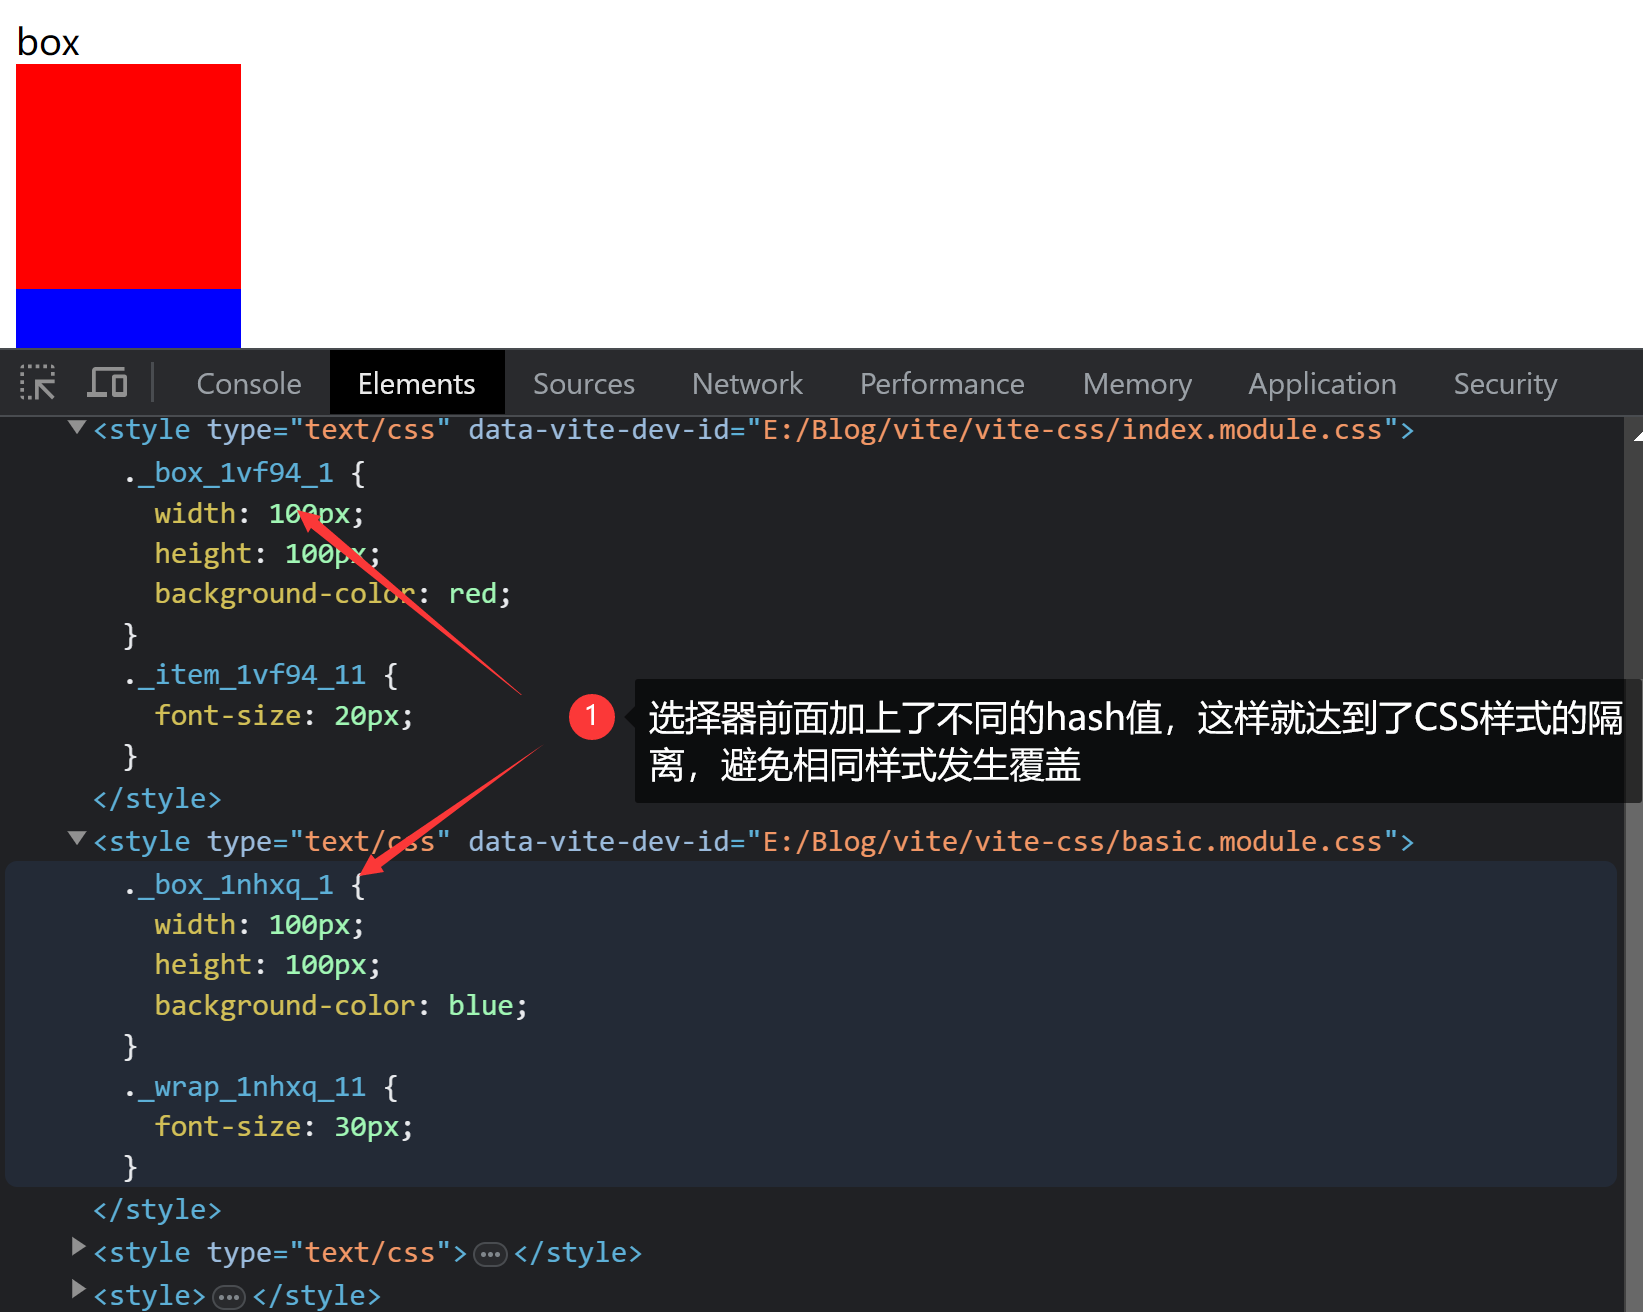 box
Console Elements Sources Network Performance Memory Application Security
<style type="text/css" data-vite-dev-id="E:/Blog/vite/vite-css/index.module.css">
._box_1vf94_1 {
width: 100px;
height: 100px;
background-color: red;
}
._item_1vf94_11 {
font-size: 20px;
}
</style>
1
选择器前面加上了不同的hash值，这样就达到了CSS样式的隔
离，避免相同样式发生覆盖
<style type="text/css" data-vite-dev-id="E:/Blog/vite/vite-css/basic.module.css">
._box_1nhxq_1 {
width: 100px;
height: 100px;
background-color: blue;
}
._wrap_1nhxq_11 {
font-size: 30px;
}
</style>
<style type="text/css">…</style>
<style>…</style>